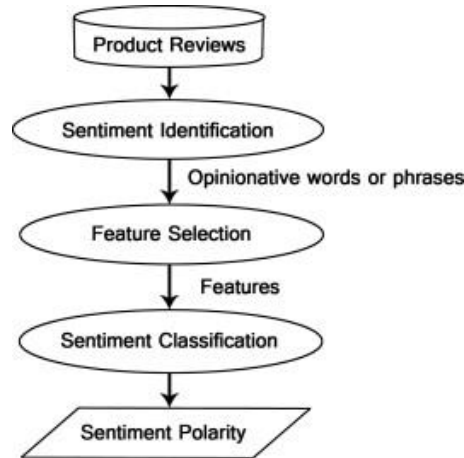 Product Reviews
Sentiment Identification
Opinionative words or phrases
Feature Selection
Features
Sentiment Classification
Sentiment Polarity